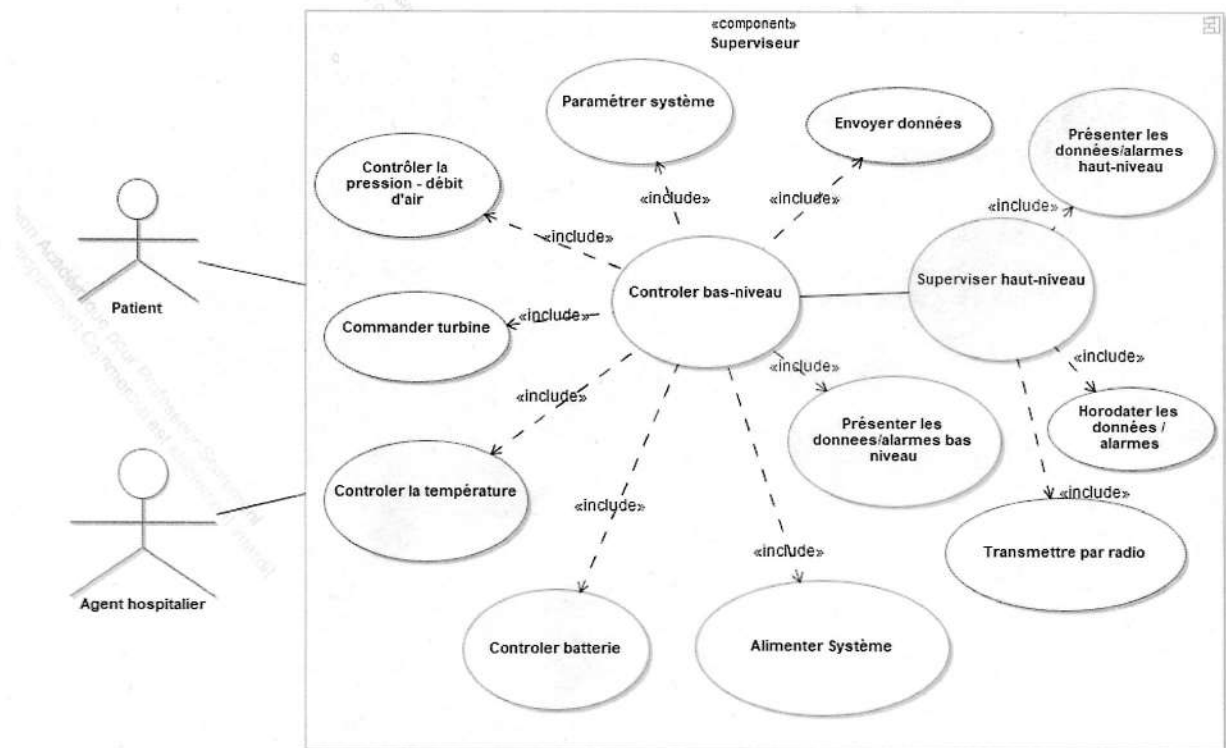 «component»
Superviseur
Paramétrer système
Envoyer données
Présenter les
données/alarmes
haut-niveau
Contrôler la
pression - débit
d'air
«include»
«include»
«include»
«include»
Patient
Controler bas-niveau
Superviser haut-niveau
Commander turbine
«include»
«include»
«include»
«include»
Horodater les
données /
alarmes
Présenter les
donnees/alarmes bas
niveau
Controler la température
«include»
«include»
«include»
Transmettre par radio
Agent hospitalier
Controler batterie
Alimenter Système